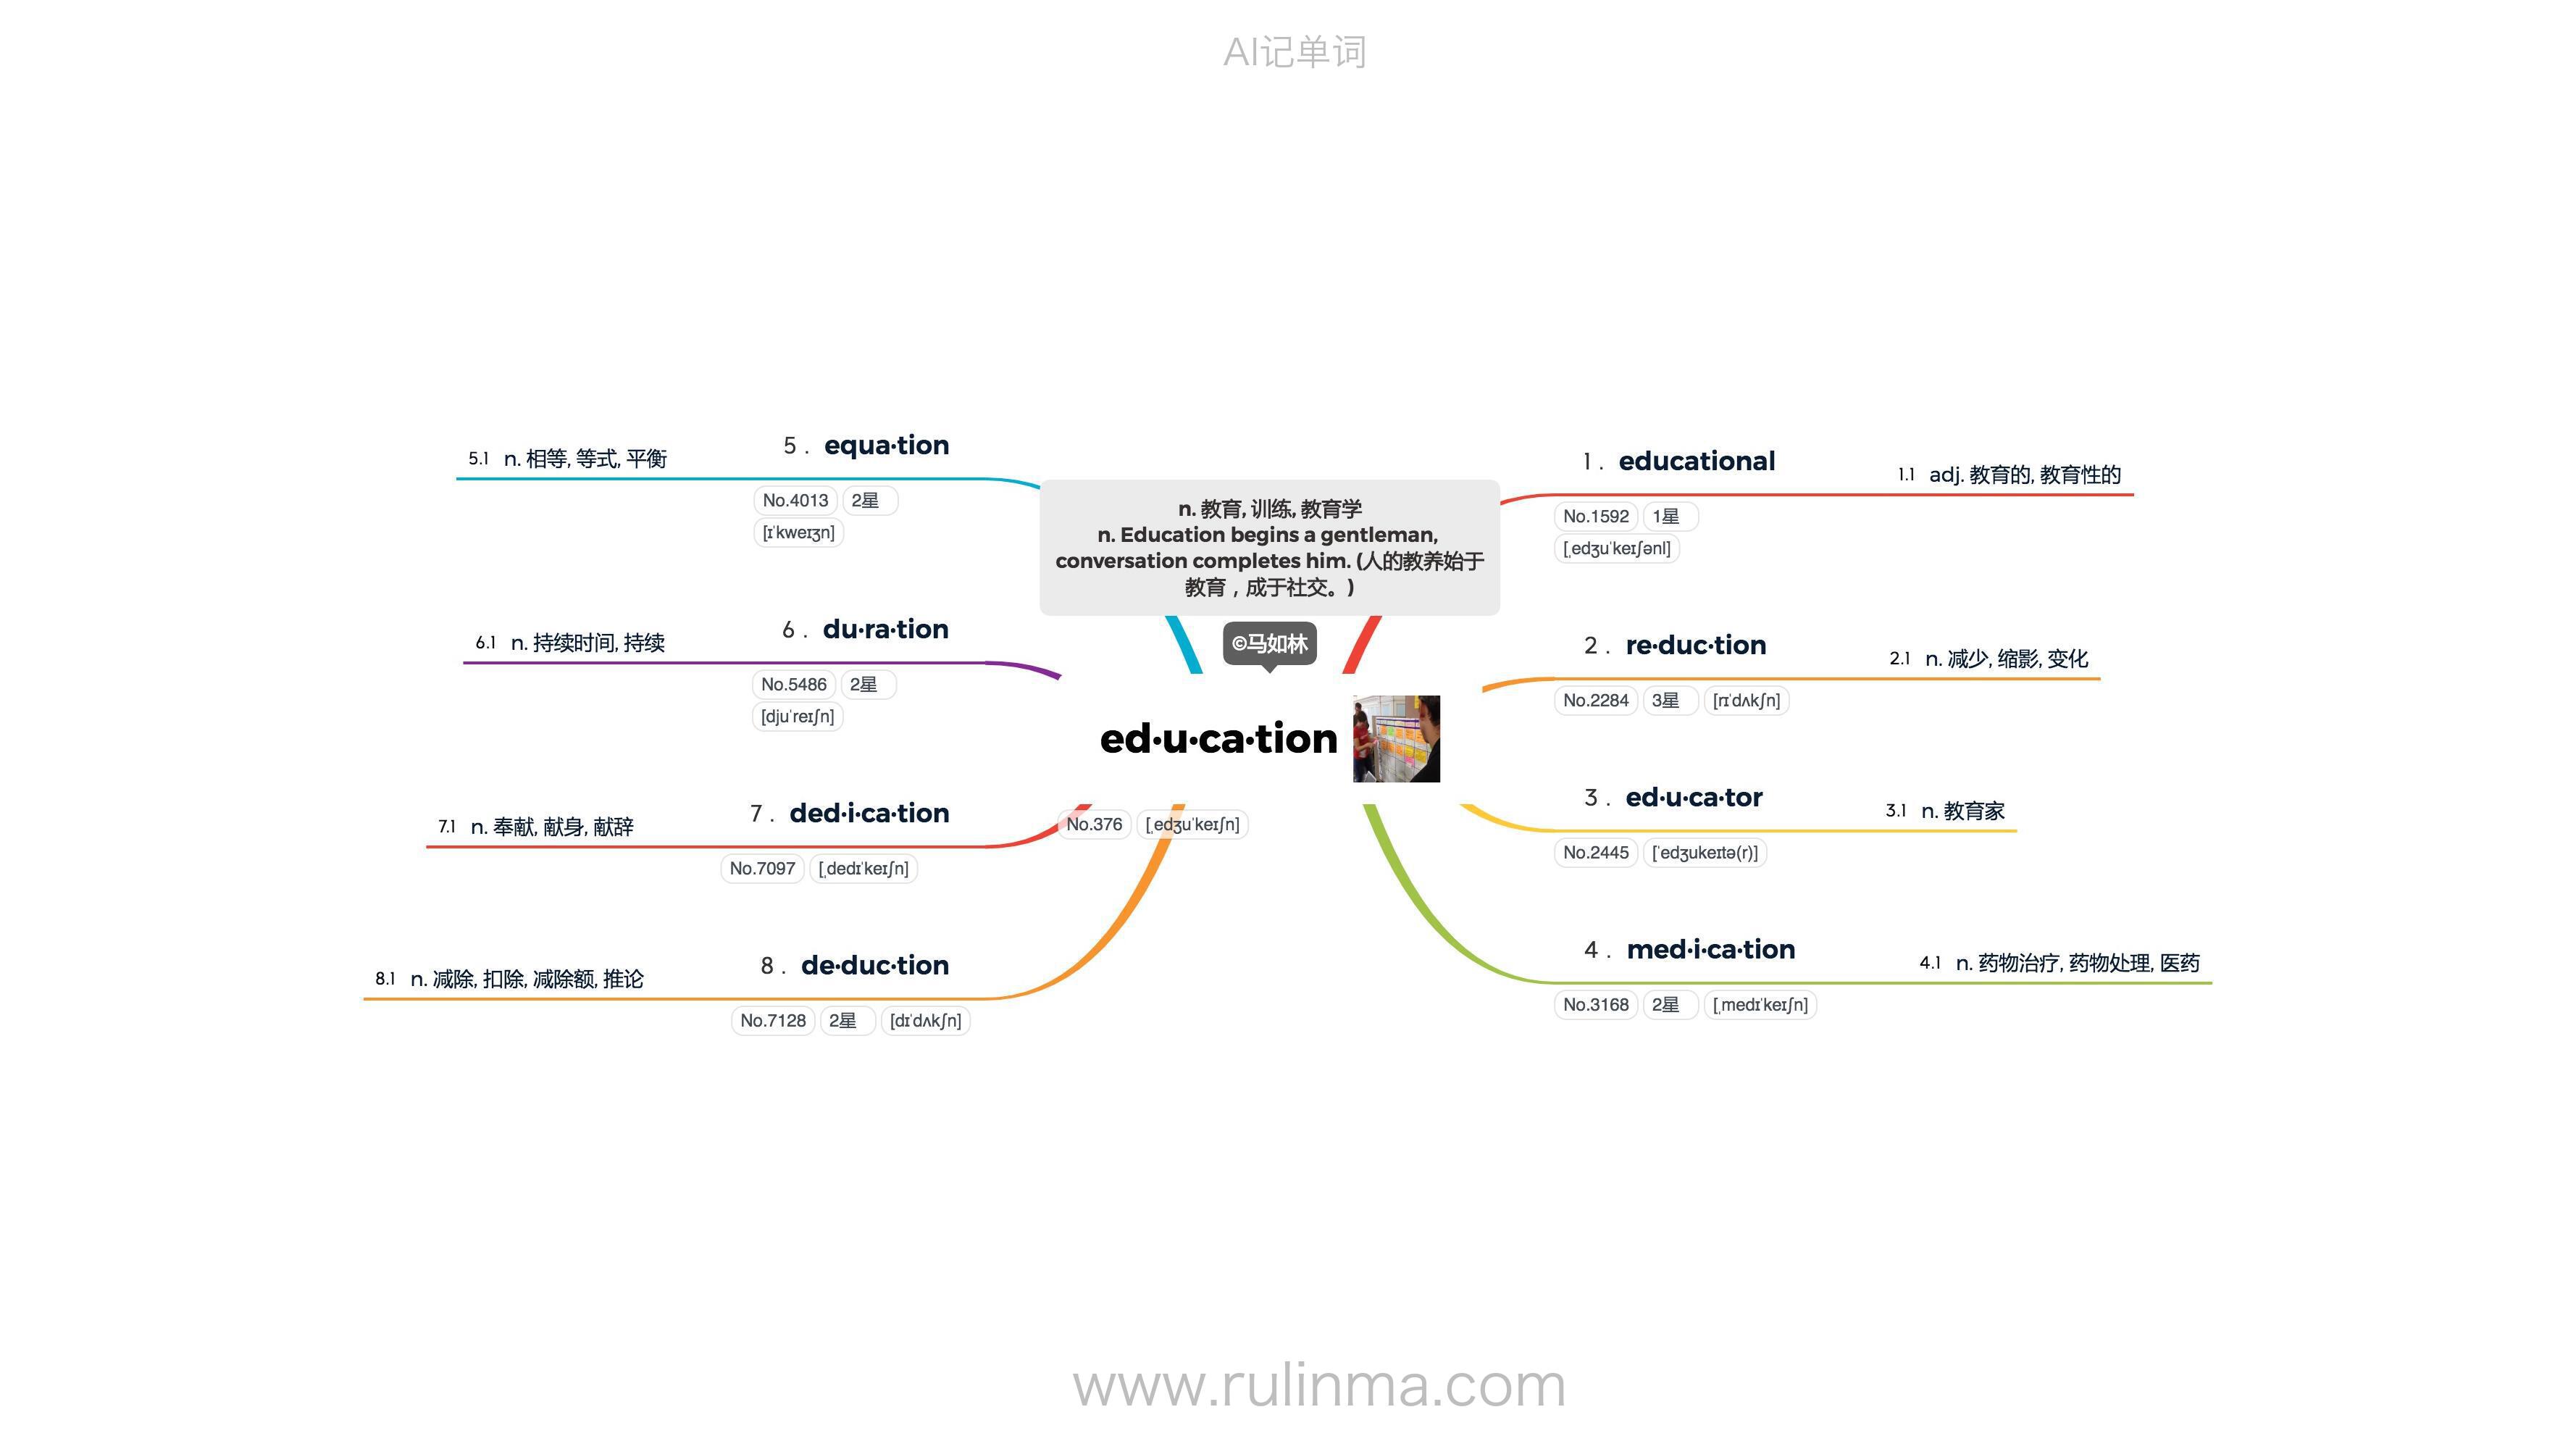 AI记单词
n. 教育, 训练, 教育学
n. Education begins a gentleman,
conversation completes him. (人的教养始于
教育，成于社交。)
©马如林
ed·u·ca·tion
No.376 [ˌedʒuˈkeɪʃn]
1. educational
No.1592 1星
[ˌedʒuˈkeɪʃənl]
1.1 adj. 教育的, 教育性的
2. re·duc·tion
No.2284 3星 [rɪˈdʌkʃn]
2.1 n. 减少, 缩影, 变化
3. ed·u·ca·tor
No.2445 [ˈedʒukeɪtə(r)]
3.1 n. 教育家
4. med·i·ca·tion
No.3168 2星 [ˌmedɪˈkeɪʃn]
4.1 n. 药物治疗, 药物处理, 医药
5. equa·tion
No.4013 2星
[ɪˈkweɪʒn]
5.1 n. 相等, 等式, 平衡
6. du·ra·tion
No.5486 2星
[djuˈreɪʃn]
6.1 n. 持续时间, 持续
7. ded·i·ca·tion
No.7097 [ˌdedɪˈkeɪʃn]
7.1 n. 奉献, 献身, 献辞
8. de·duc·tion
No.7128 2星 [dɪˈdʌkʃn]
8.1 n. 减除, 扣除, 减除额, 推论
www.rulinma.com